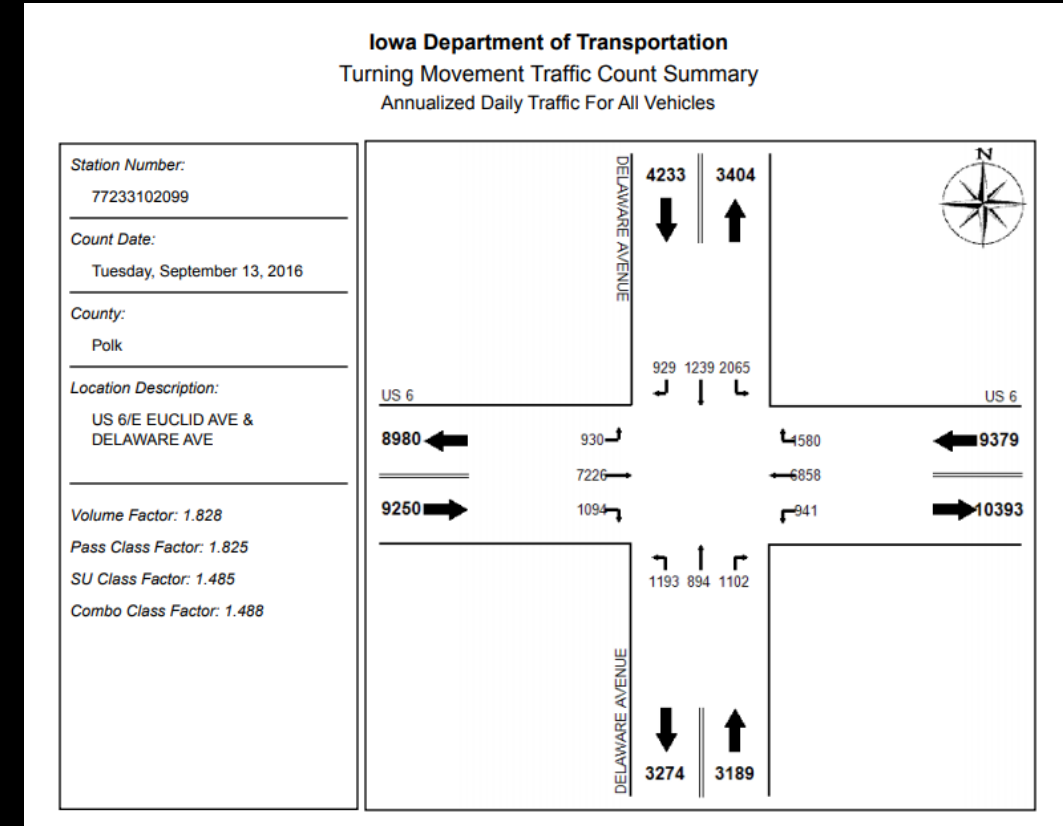 Iowa Department of Transportation
Turning Movement Traffic Count Summary
Annualized Daily Traffic For All Vehicles
Station Number:
77233102099
Count Date:
Tuesday, September 13, 2016
County:
Polk
Location Description:
US 6/E EUCLID AVE &
DELAWARE AVE
Volume Factor: 1.828
Pass Class Factor: 1.825
SU Class Factor: 1.485
Combo Class Factor: 1.488
DELAWARE AVENUE
4233 3404
N
929 1239 2065
US 6
US 6
8980 930 1580 9379
7226 6858
9250 1094 941 10393
1193 894 1102
DELAWARE AVENUE
3274 3189